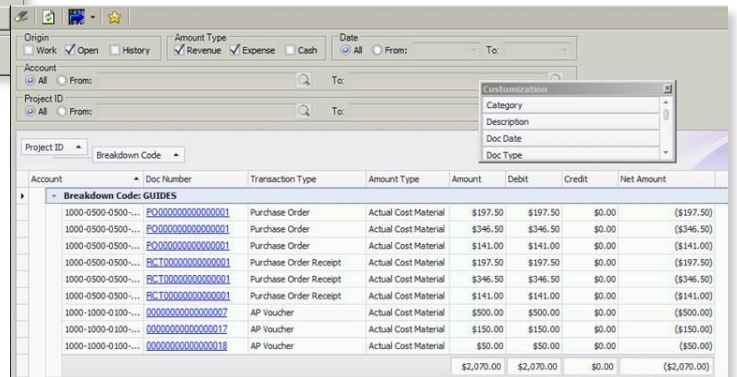 Origin Amount Type Date
Work Open History Revenue Expense Cash All From: To:
Account
All From: To:
Project ID
All From: To:
Customization
Category
Description
Doc Date
Doc Type
Project ID
Breakdown Code
Account Doc Number Transaction Type Amount Type Amount Debit Credit Net Amount
Breakdown Code: GUIDES
1000-0500-0500-... PO00000000000001 Purchase Order Actual Cost Material $197.50 $197.50 $0.00 ($197.50)
1000-0500-0500-... PO00000000000001 Purchase Order Actual Cost Material $346.50 $346.50 $0.00 ($346.50)
1000-0500-0500-... PO00000000000001 Purchase Order Actual Cost Material $141.00 $141.00 $0.00 ($141.00)
1000-0500-0500-... RCT0000000000001 Purchase Order Receipt Actual Cost Material $197.50 $197.50 $0.00 ($197.50)
1000-0500-0500-... RCT0000000000001 Purchase Order Receipt Actual Cost Material $346.50 $346.50 $0.00 ($346.50)
1000-0500-0500-... RCT0000000000001 Purchase Order Receipt Actual Cost Material $141.00 $141.00 $0.00 ($141.00)
1000-1000-0100-... 00000000000000007 AP Voucher Actual Cost Material $500.00 $500.00 $0.00 ($500.00)
1000-1000-0100-... 00000000000000017 AP Voucher Actual Cost Material $150.00 $150.00 $0.00 ($150.00)
1000-1000-0100-... 00000000000000018 AP Voucher Actual Cost Material $50.00 $50.00 $0.00 ($50.00)
$2,070.00 $2,070.00 $0.00 ($2,070.00)